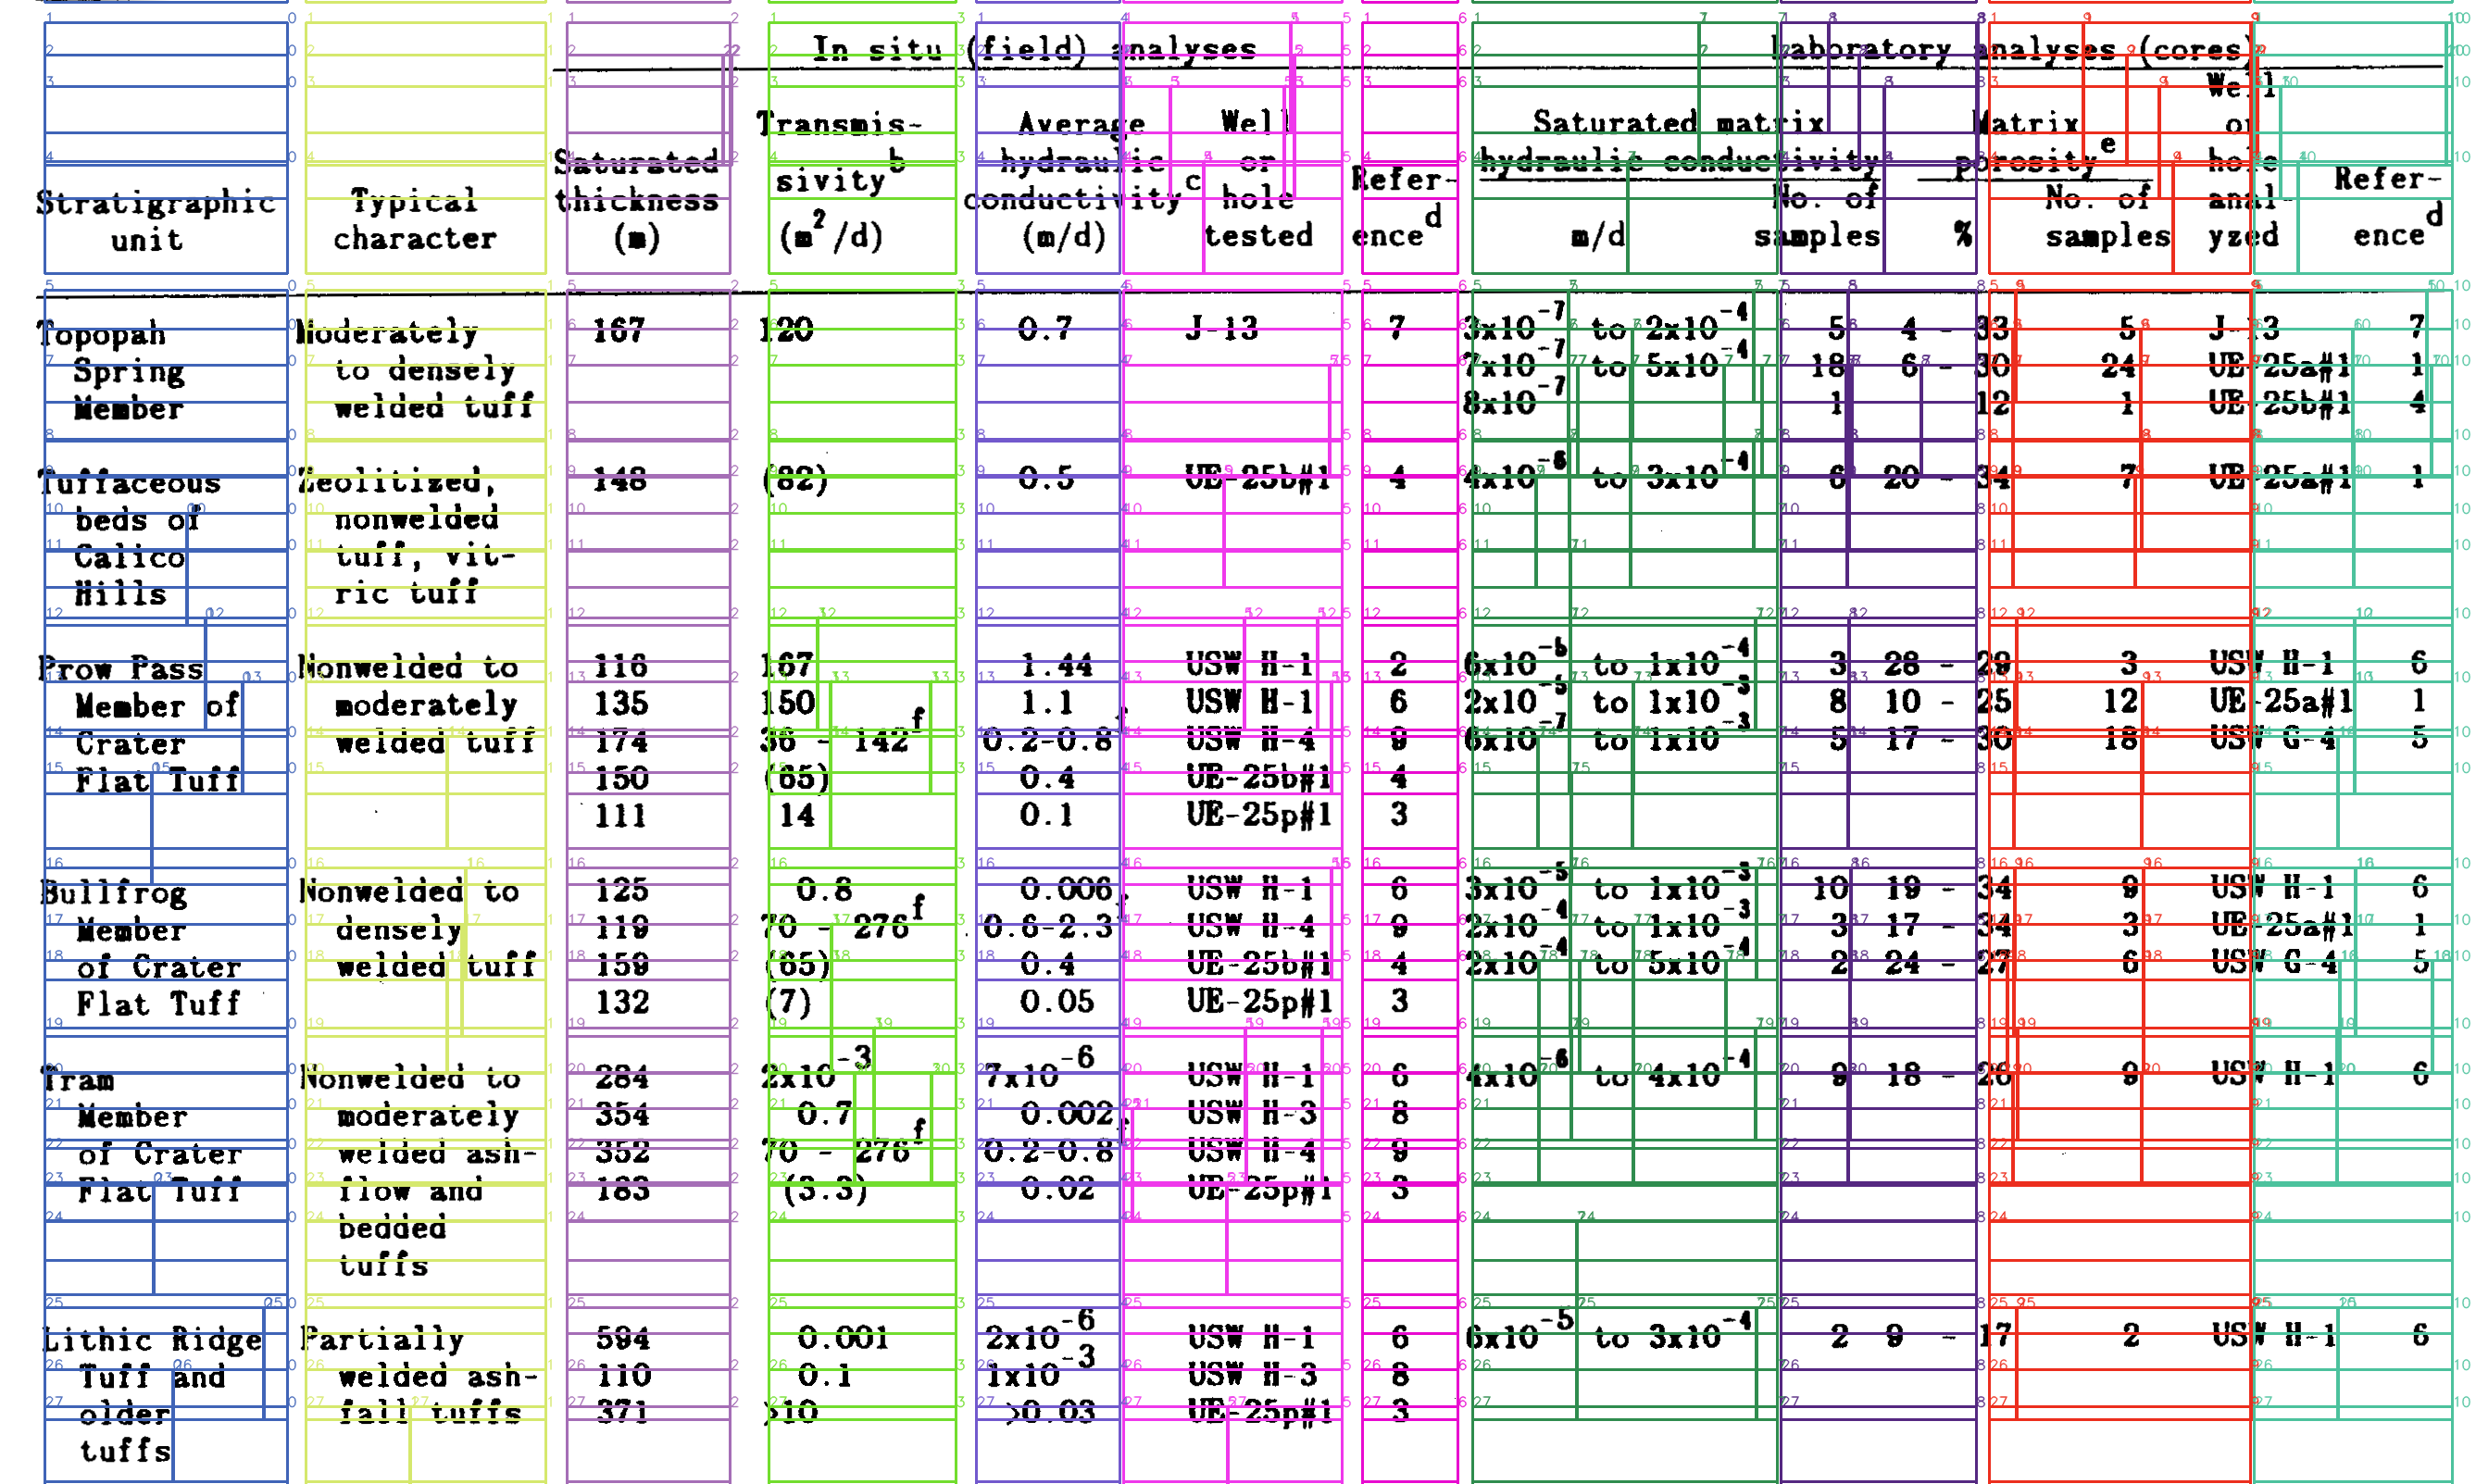 In situ (field) analyses Laboratory analyses (cores)
Well
Transmis- Average Well Saturated matrix Matrix or
Saturated sivity b hydraulic or Refer- hydraulic conductivity porosity e hole Refer-
Stratigraphic Typical thickness conductivity c hole No. of No. of anal-
unit character (m) (m2/d) (m/d) tested ence d m/d samples % samples yzed ence d
Topopah Moderately 167 120 0.7 J-13 7 3x10-7 to 2x10-4 5 4 - 33 5 J-13 7
Spring to densely 7x10-7 to 5x10-4 18 6 - 30 24 UE-25a#1 1
Member welded tuff 8x10-7 1 12 1 UE-25b#1 4
Tuffaceous Zeolitized, 148 (82) 0.5 UE-25b#1 4 4x10-6 to 3x10-4 6 20 - 34 7 UE-25a#1 1
beds of nonwelded
Calico tuff, vit-
Hills ric tuff
Prow Pass Nonwelded to 116 167 1.44 USW H-1 2 6x10 to 1x10-4 3 28 - 29 3 USW H-1 6
Member of moderately 135 150 1.1 USW H-1 6 2x10-5 to 1x10-3 8 10 - 25 12 UE-25a#1 1
Crater welded tuff 174 36 - 142f 0.2-0.8f USW H-4 9 6x10-7 to 1x10-3 5 17 - 30 18 USW G-4 5
Flat Tuff 150 (65) 0.4 UE-25b#1 4
111 14 0.1 UE-25p#1 3
Bullfrog Nonwelded to 125 0.8 0.006 USW H-1 6 3x10-5 to 1x10-3 10 19 - 34 9 USW H-1 6
Member densely 119 70 - 276f 0.6-2.3f USW H-4 9 2x10-4 to 1x10-3 3 17 - 34 3 UE-25a#1 1
of Crater welded tuff 159 (65) 0.4 UE-25b#1 4 2x10-4 to 5x10-4 2 24 - 27 6 USW G-4 5
Flat Tuff 132 (7) 0.05 UE-25p#1 3
Tram Nonwelded to 284 2x10-3 7x10-6 USW H-1 6 4x10-6 to 4x10-4 9 18 - 26 9 USW H-1 6
Member moderately 354 0.7 0.002 USW H-3 8
of Crater welded ash- 352 70 - 276f 0.2-0.8f USW H-4 9
Flat Tuff flow and 183 (3.3) 0.02 UE-25p#1 3
bedded
tuffs
Lithic Ridge Partially 594 0.001 2x10-6 USW H-1 6 6x10-5 to 3x10-4 2 9 - 17 2 USW H-1 6
Tuff and welded ash- 110 0.1 1x10-3 USW H-3 8
older fall tuffs 371 >10 >0.03 UE-25p#1 3
tuffs